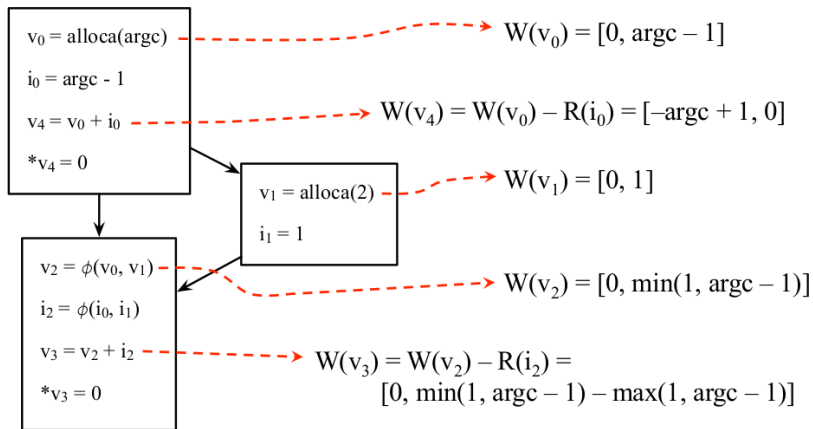 v₀ = alloca(argc)
W(v₀) = [0, argc – 1]
i₀ = argc - 1
v₄ = v₀ + i₀
W(v₄) = W(v₀) – R(i₀) = [–argc + 1, 0]
*v₄ = 0
v₁ = alloca(2)
W(v₁) = [0, 1]
i₁ = 1
v₂ = ϕ(v₀, v₁)
W(v₂) = [0, min(1, argc – 1)]
i₂ = ϕ(i₀, i₁)
v₃ = v₂ + i₂
W(v₃) = W(v₂) – R(i₂) =
[0, min(1, argc – 1) – max(1, argc – 1)]
*v₃ = 0